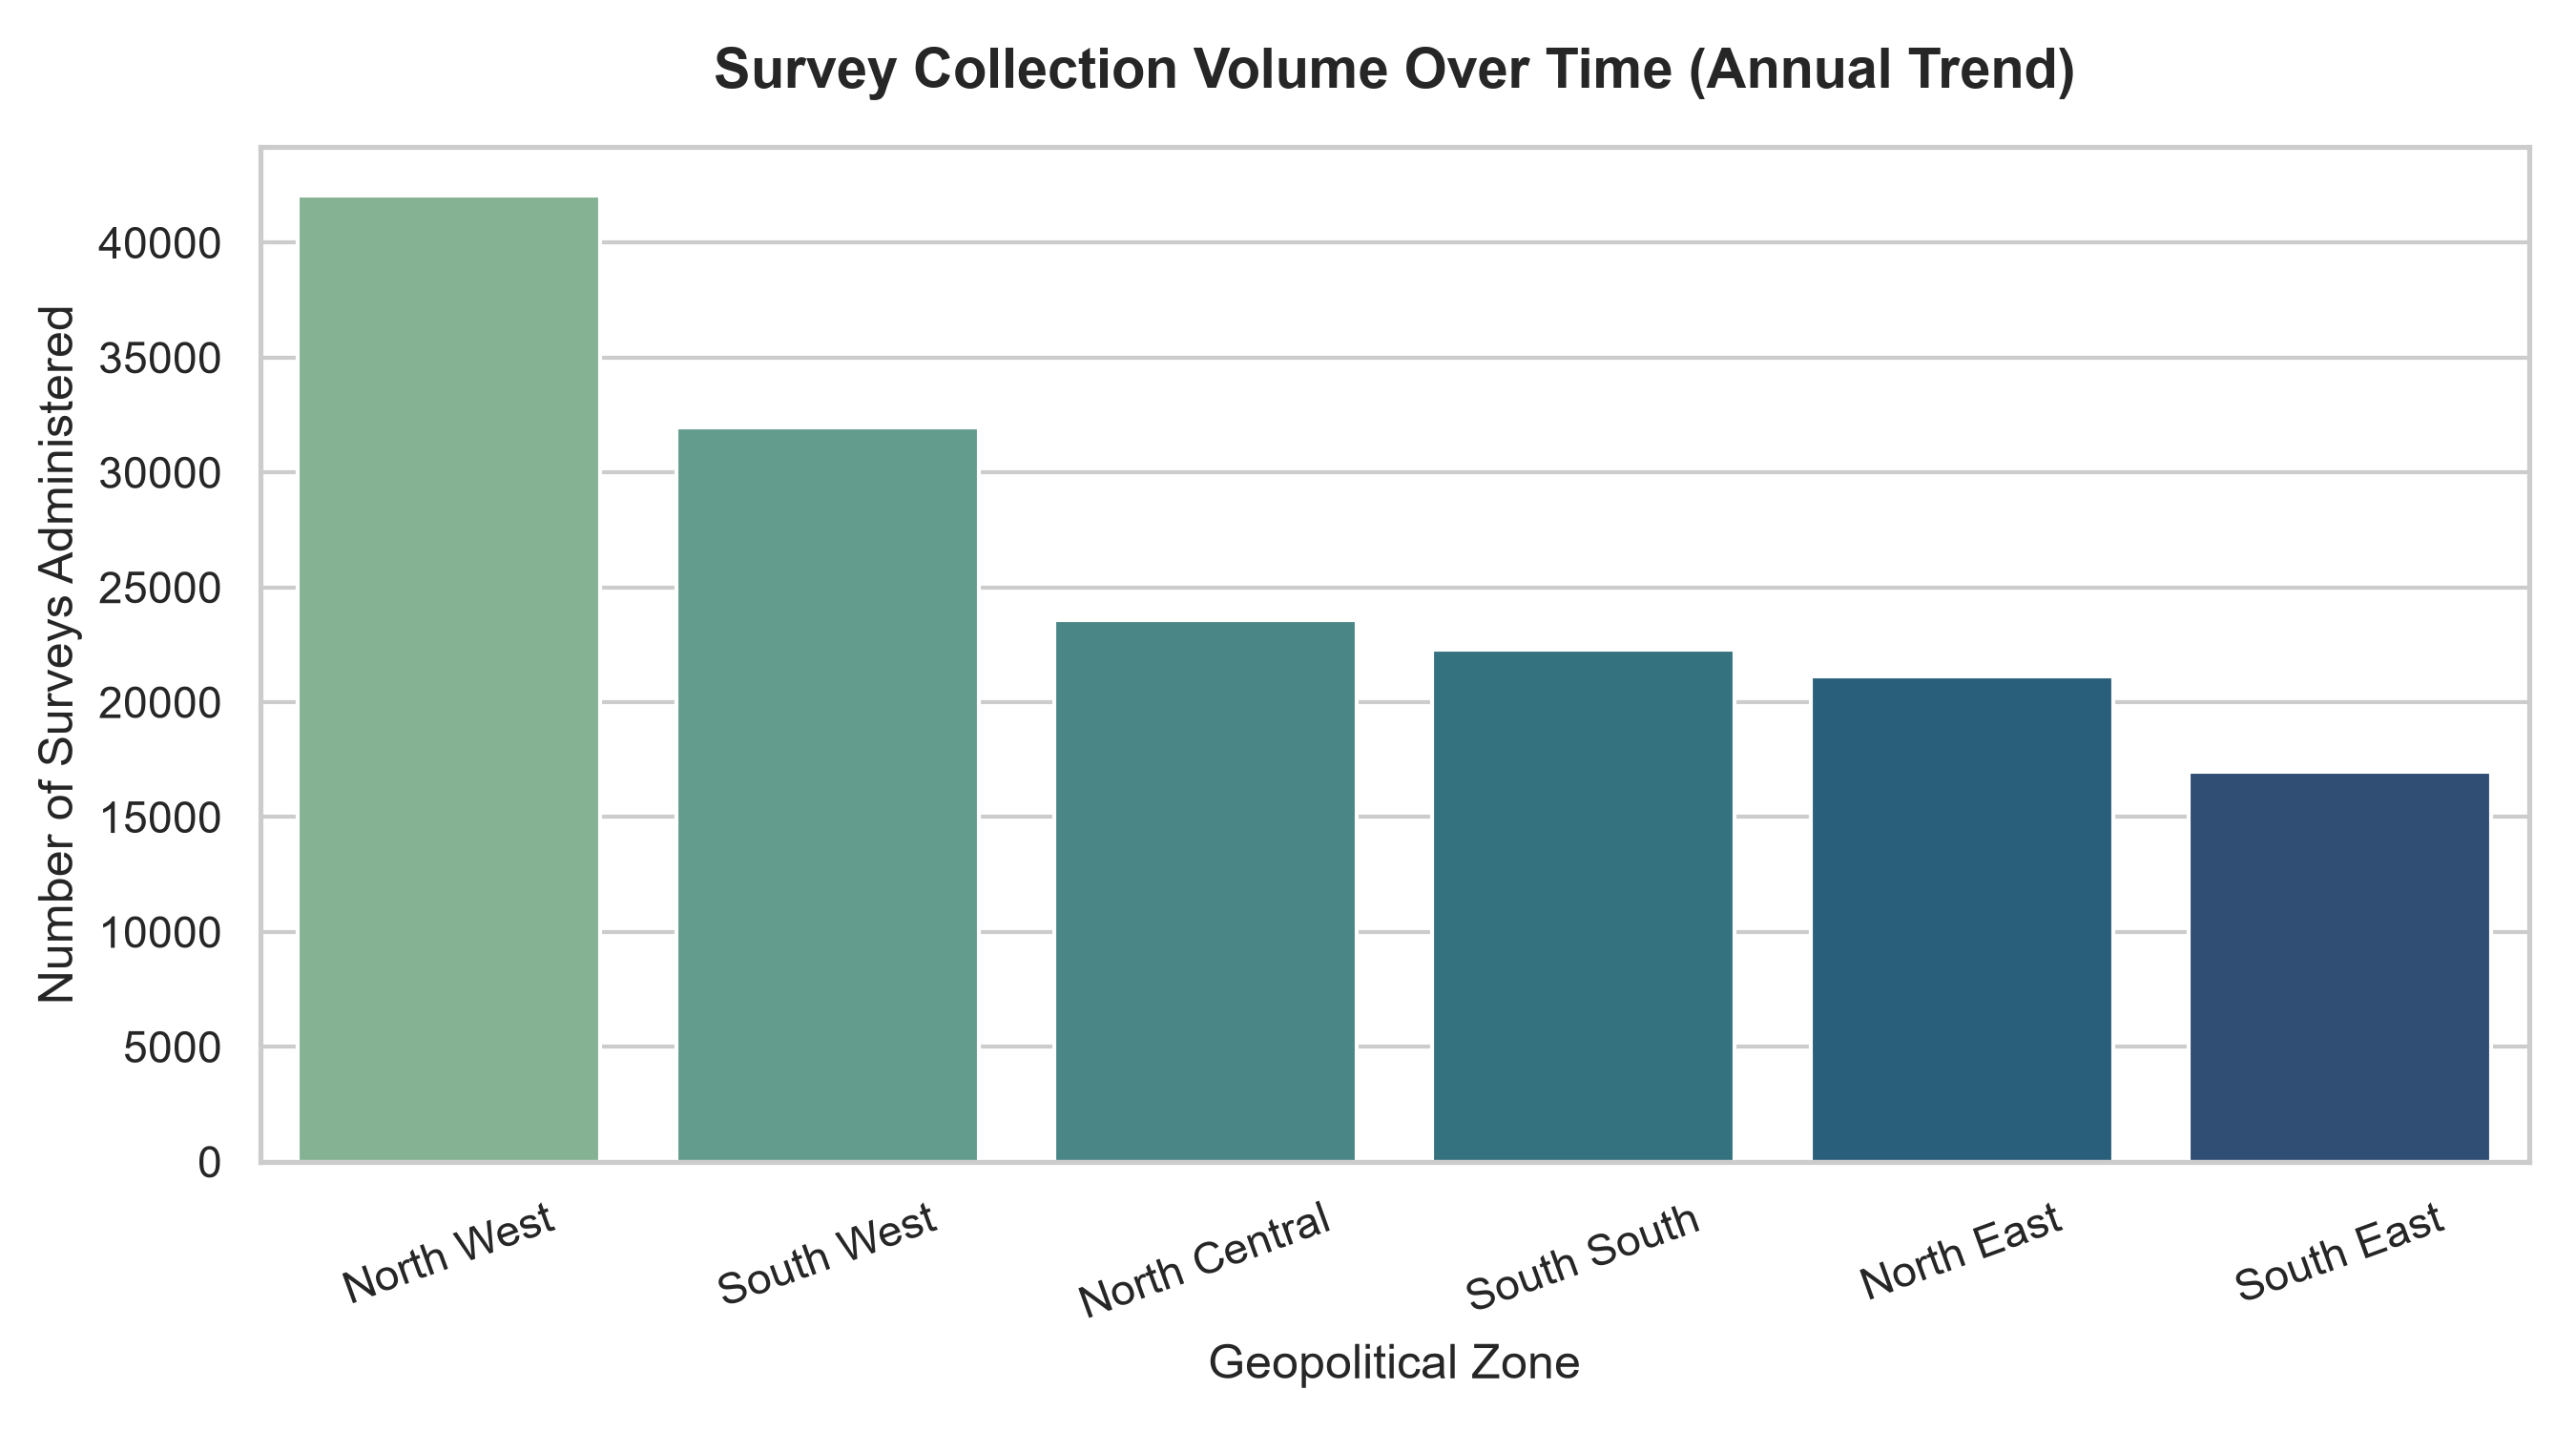 Survey Collection Volume Over Time (Annual Trend)
Number of Surveys Administered
40000
35000
30000
25000
20000
15000
10000
5000
0
North West
South West
North Central
South South
North East
South East
Geopolitical Zone